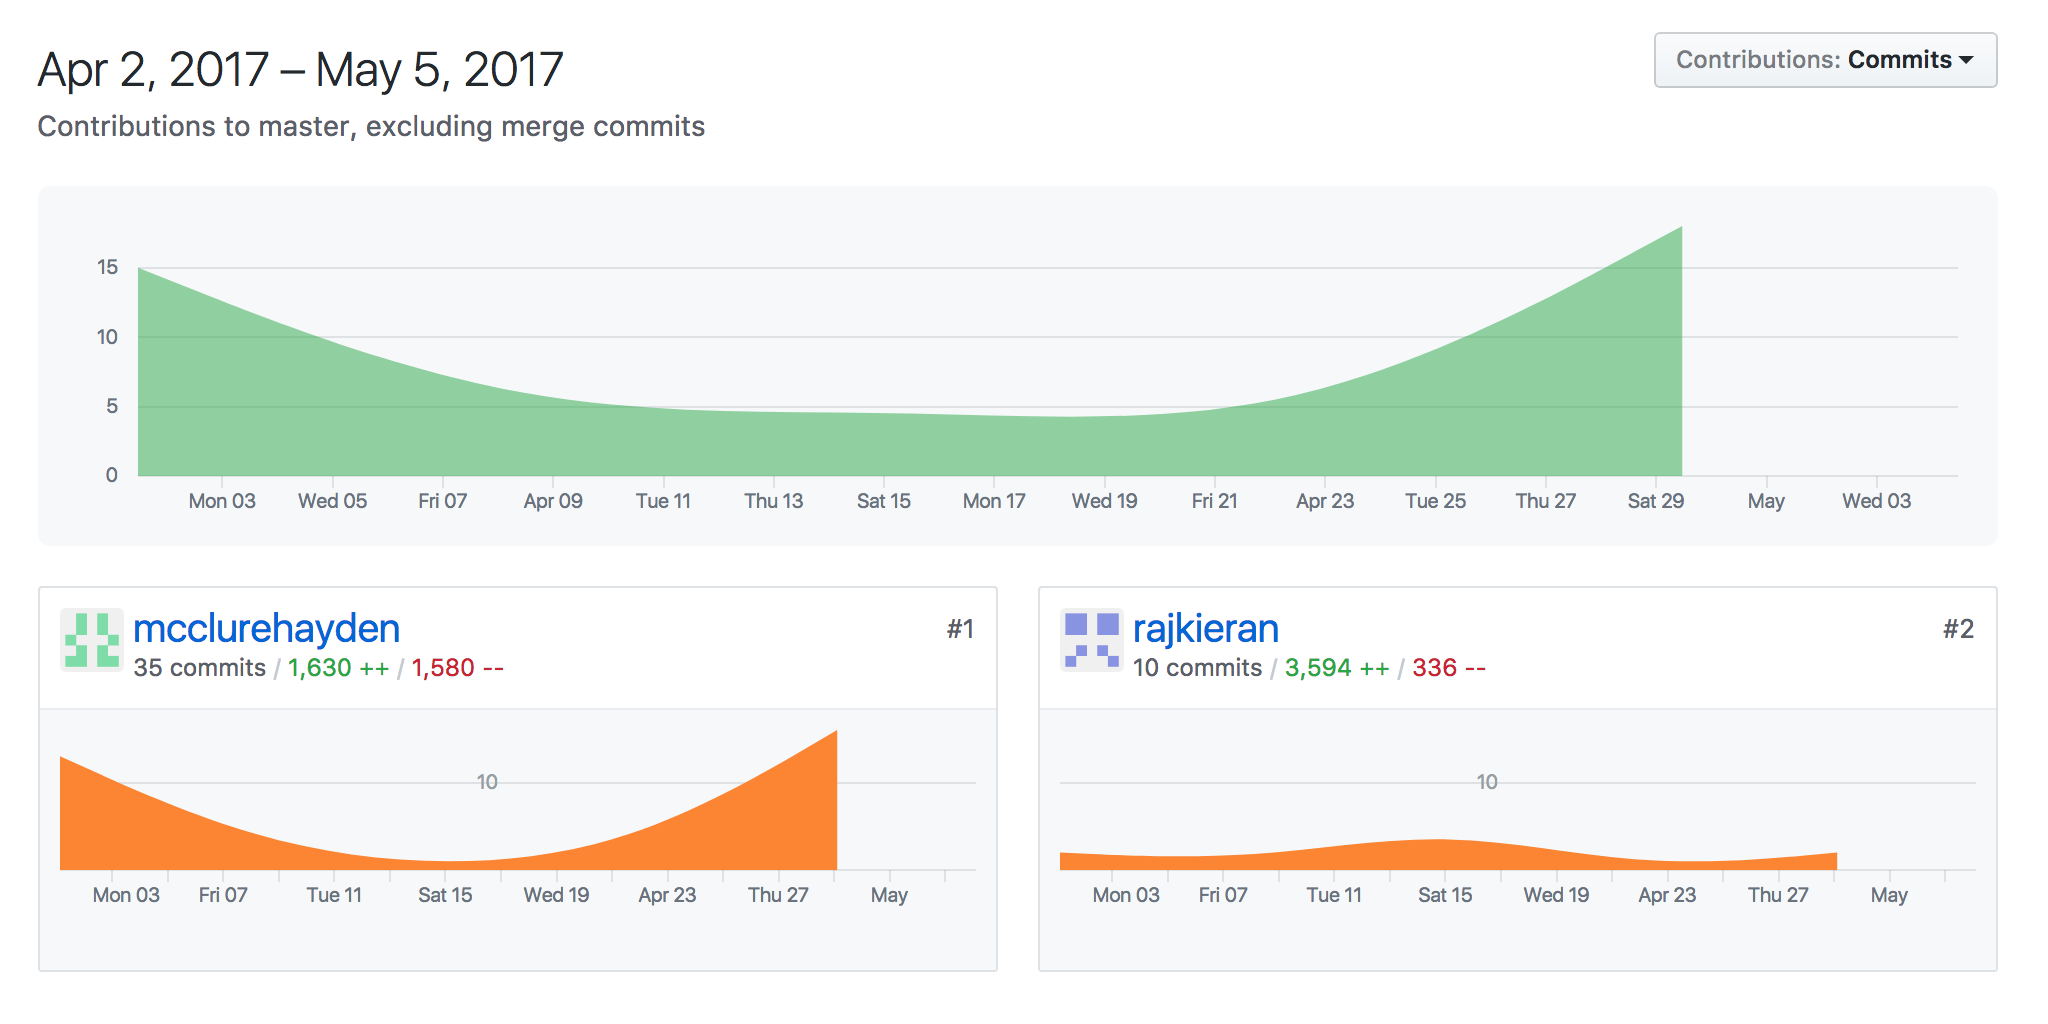 Apr 2, 2017 – May 5, 2017
Contributions: Commits
Contributions to master, excluding merge commits
15
10
5
0
Mon 03 Wed 05 Fri 07 Apr 09 Tue 11 Thu 13 Sat 15 Mon 17 Wed 19 Fri 21 Apr 23 Tue 25 Thu 27 Sat 29 May Wed 03
mcclurehayden #1
35 commits / 1,630 ++ / 1,580 --
10
Mon 03 Fri 07 Tue 11 Sat 15 Wed 19 Apr 23 Thu 27 May
rajkieran #2
10 commits / 3,594 ++ / 336 --
10
Mon 03 Fri 07 Tue 11 Sat 15 Wed 19 Apr 23 Thu 27 May